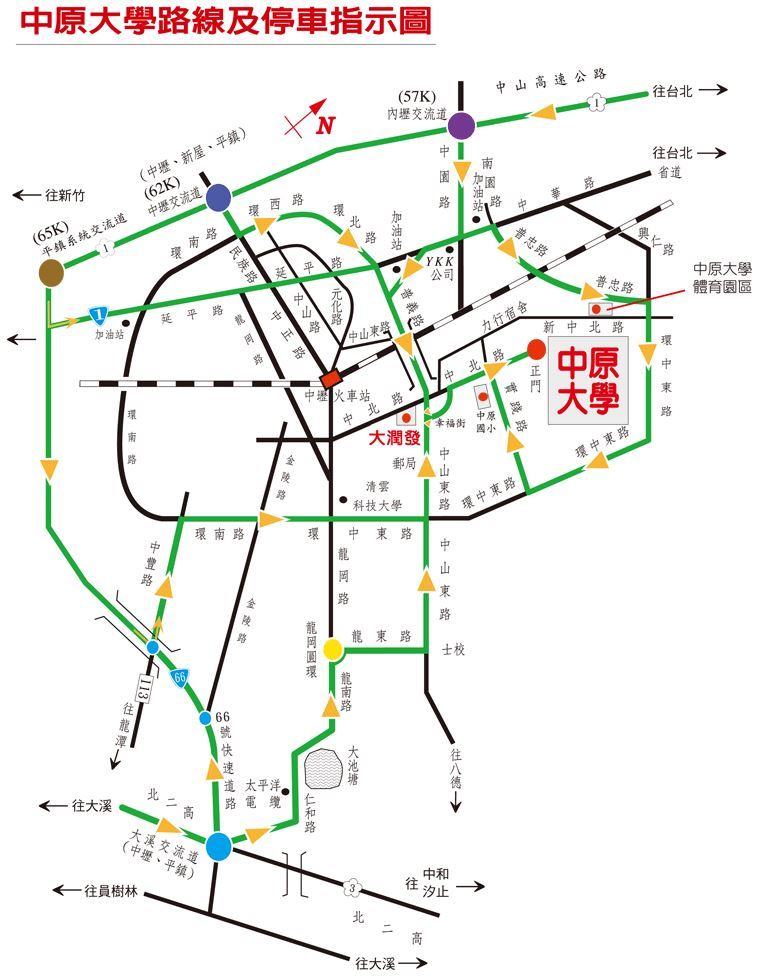 中原大學路線及停車指示圖
中山高速公路
1
往台北
(57K)
內壢交流道
N
往台北
省道
(中壢、新屋、平鎮)
(62K)
中壢交流道
往新竹
(65K)
平鎮系統交流道
1
中園路
南園路
加油站
中華路
興仁路
環西路
環北路
加油站
YKK
公司
普忠路
普忠路
中原大學
體育園區
環南路
民族路
延平路
中山路
元化路
中正路
龍岡路
中山東路
普義路
力行宿舍
新中北路
1
延平路
加油站
中壢火車站
中北路
中北路
實踐路
正門
中原
大學
中原
國小
環中東路
大潤發
幸福街
郵局
中山東路
環南路
金陵路
清雲
科技大學
環中東路
環中東路
環南路
環中東路
中豐路
龍岡路
中山東路
金陵路
龍岡圓環
龍東路
士校
113
往龍潭
66
66
號快速道路
龍南路
大池塘
往八德
太平洋
電纜
仁和路
往大溪
北二高
大溪交流道
(中壢、平鎮)
往員樹林
3
往
中和
汐止
北二高
往大溪